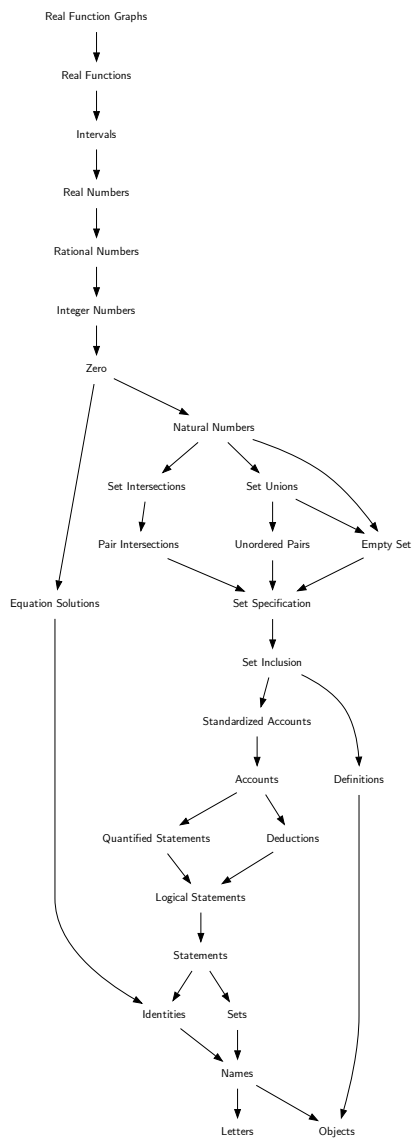 Real Function Graphs
Real Functions
Intervals
Real Numbers
Rational Numbers
Integer Numbers
Zero
Natural Numbers
Set Intersections
Set Unions
Pair Intersections
Unordered Pairs
Empty Set
Equation Solutions
Set Specification
Set Inclusion
Standardized Accounts
Accounts
Definitions
Quantified Statements
Deductions
Logical Statements
Statements
Identities
Sets
Names
Letters
Objects